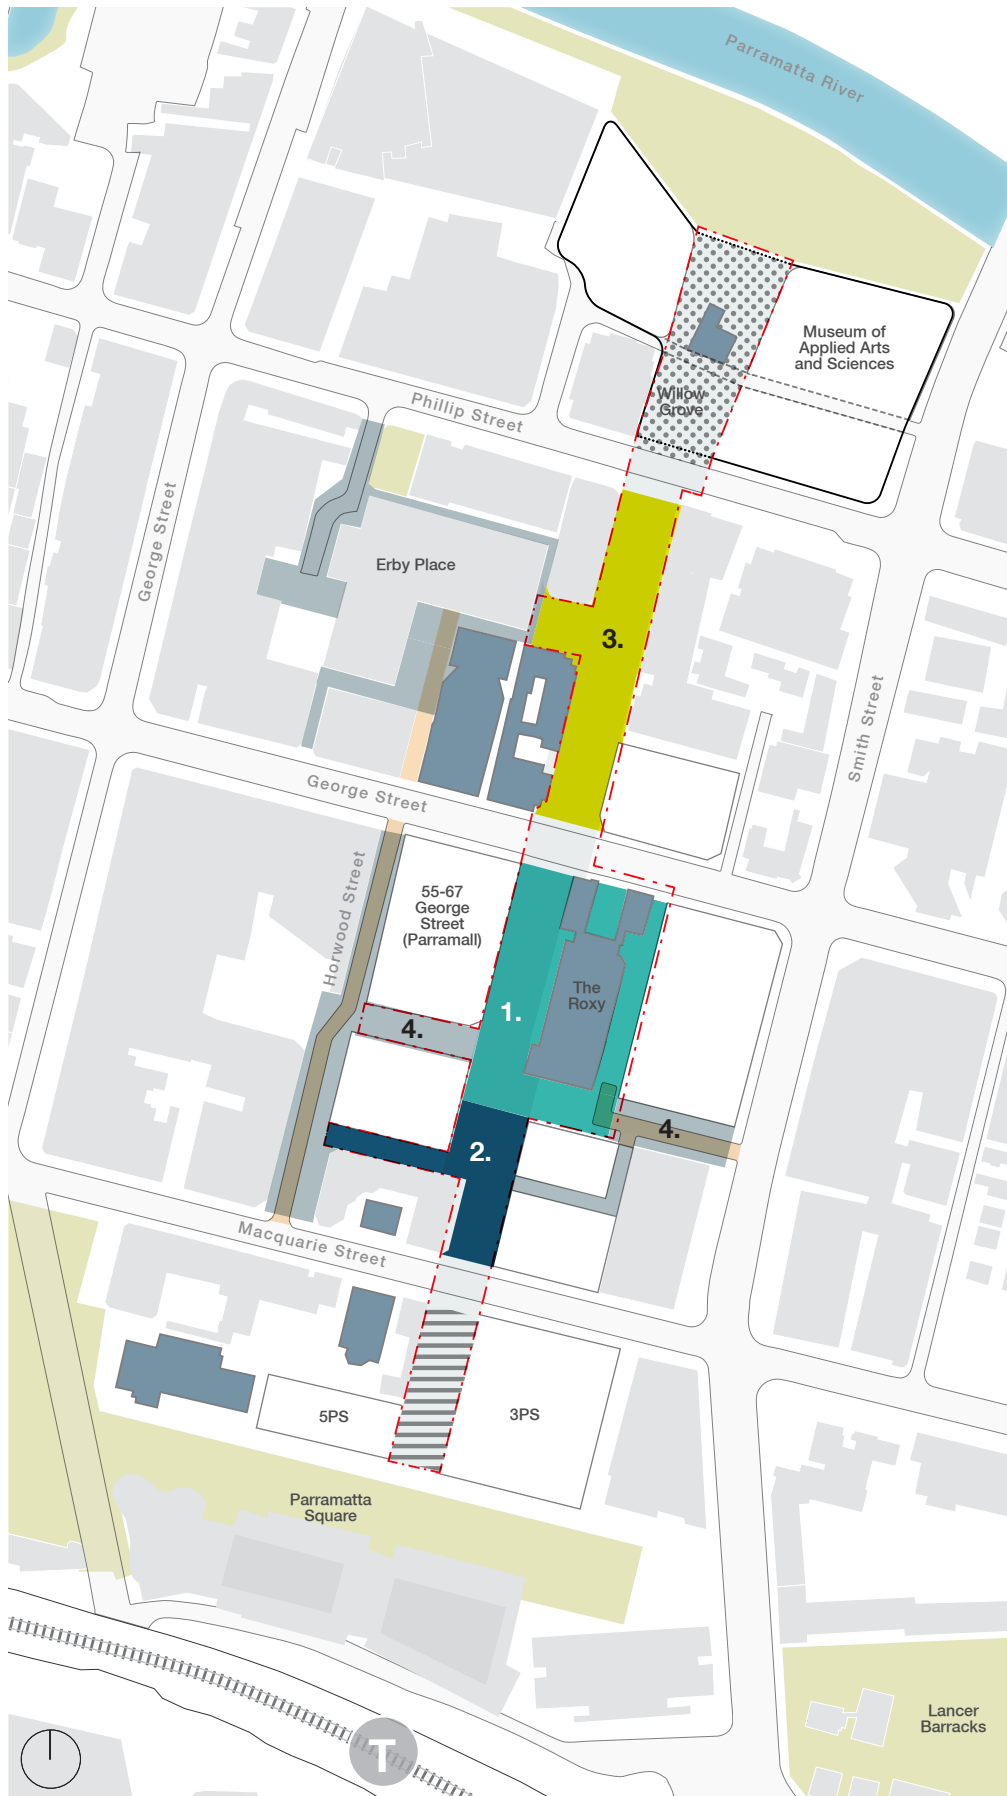 Parramatta River
Museum of
Applied Arts
and Sciences
Willow
Grove
Phillip Street
George Street
Erby Place
3.
Smith Street
George Street
55-67
George
Street
(Parramall)
Horwood Street
The
Roxy
1.
4.
4.
2.
Macquarie Street
5PS
3PS
Parramatta
Square
Lancer
Barracks
T